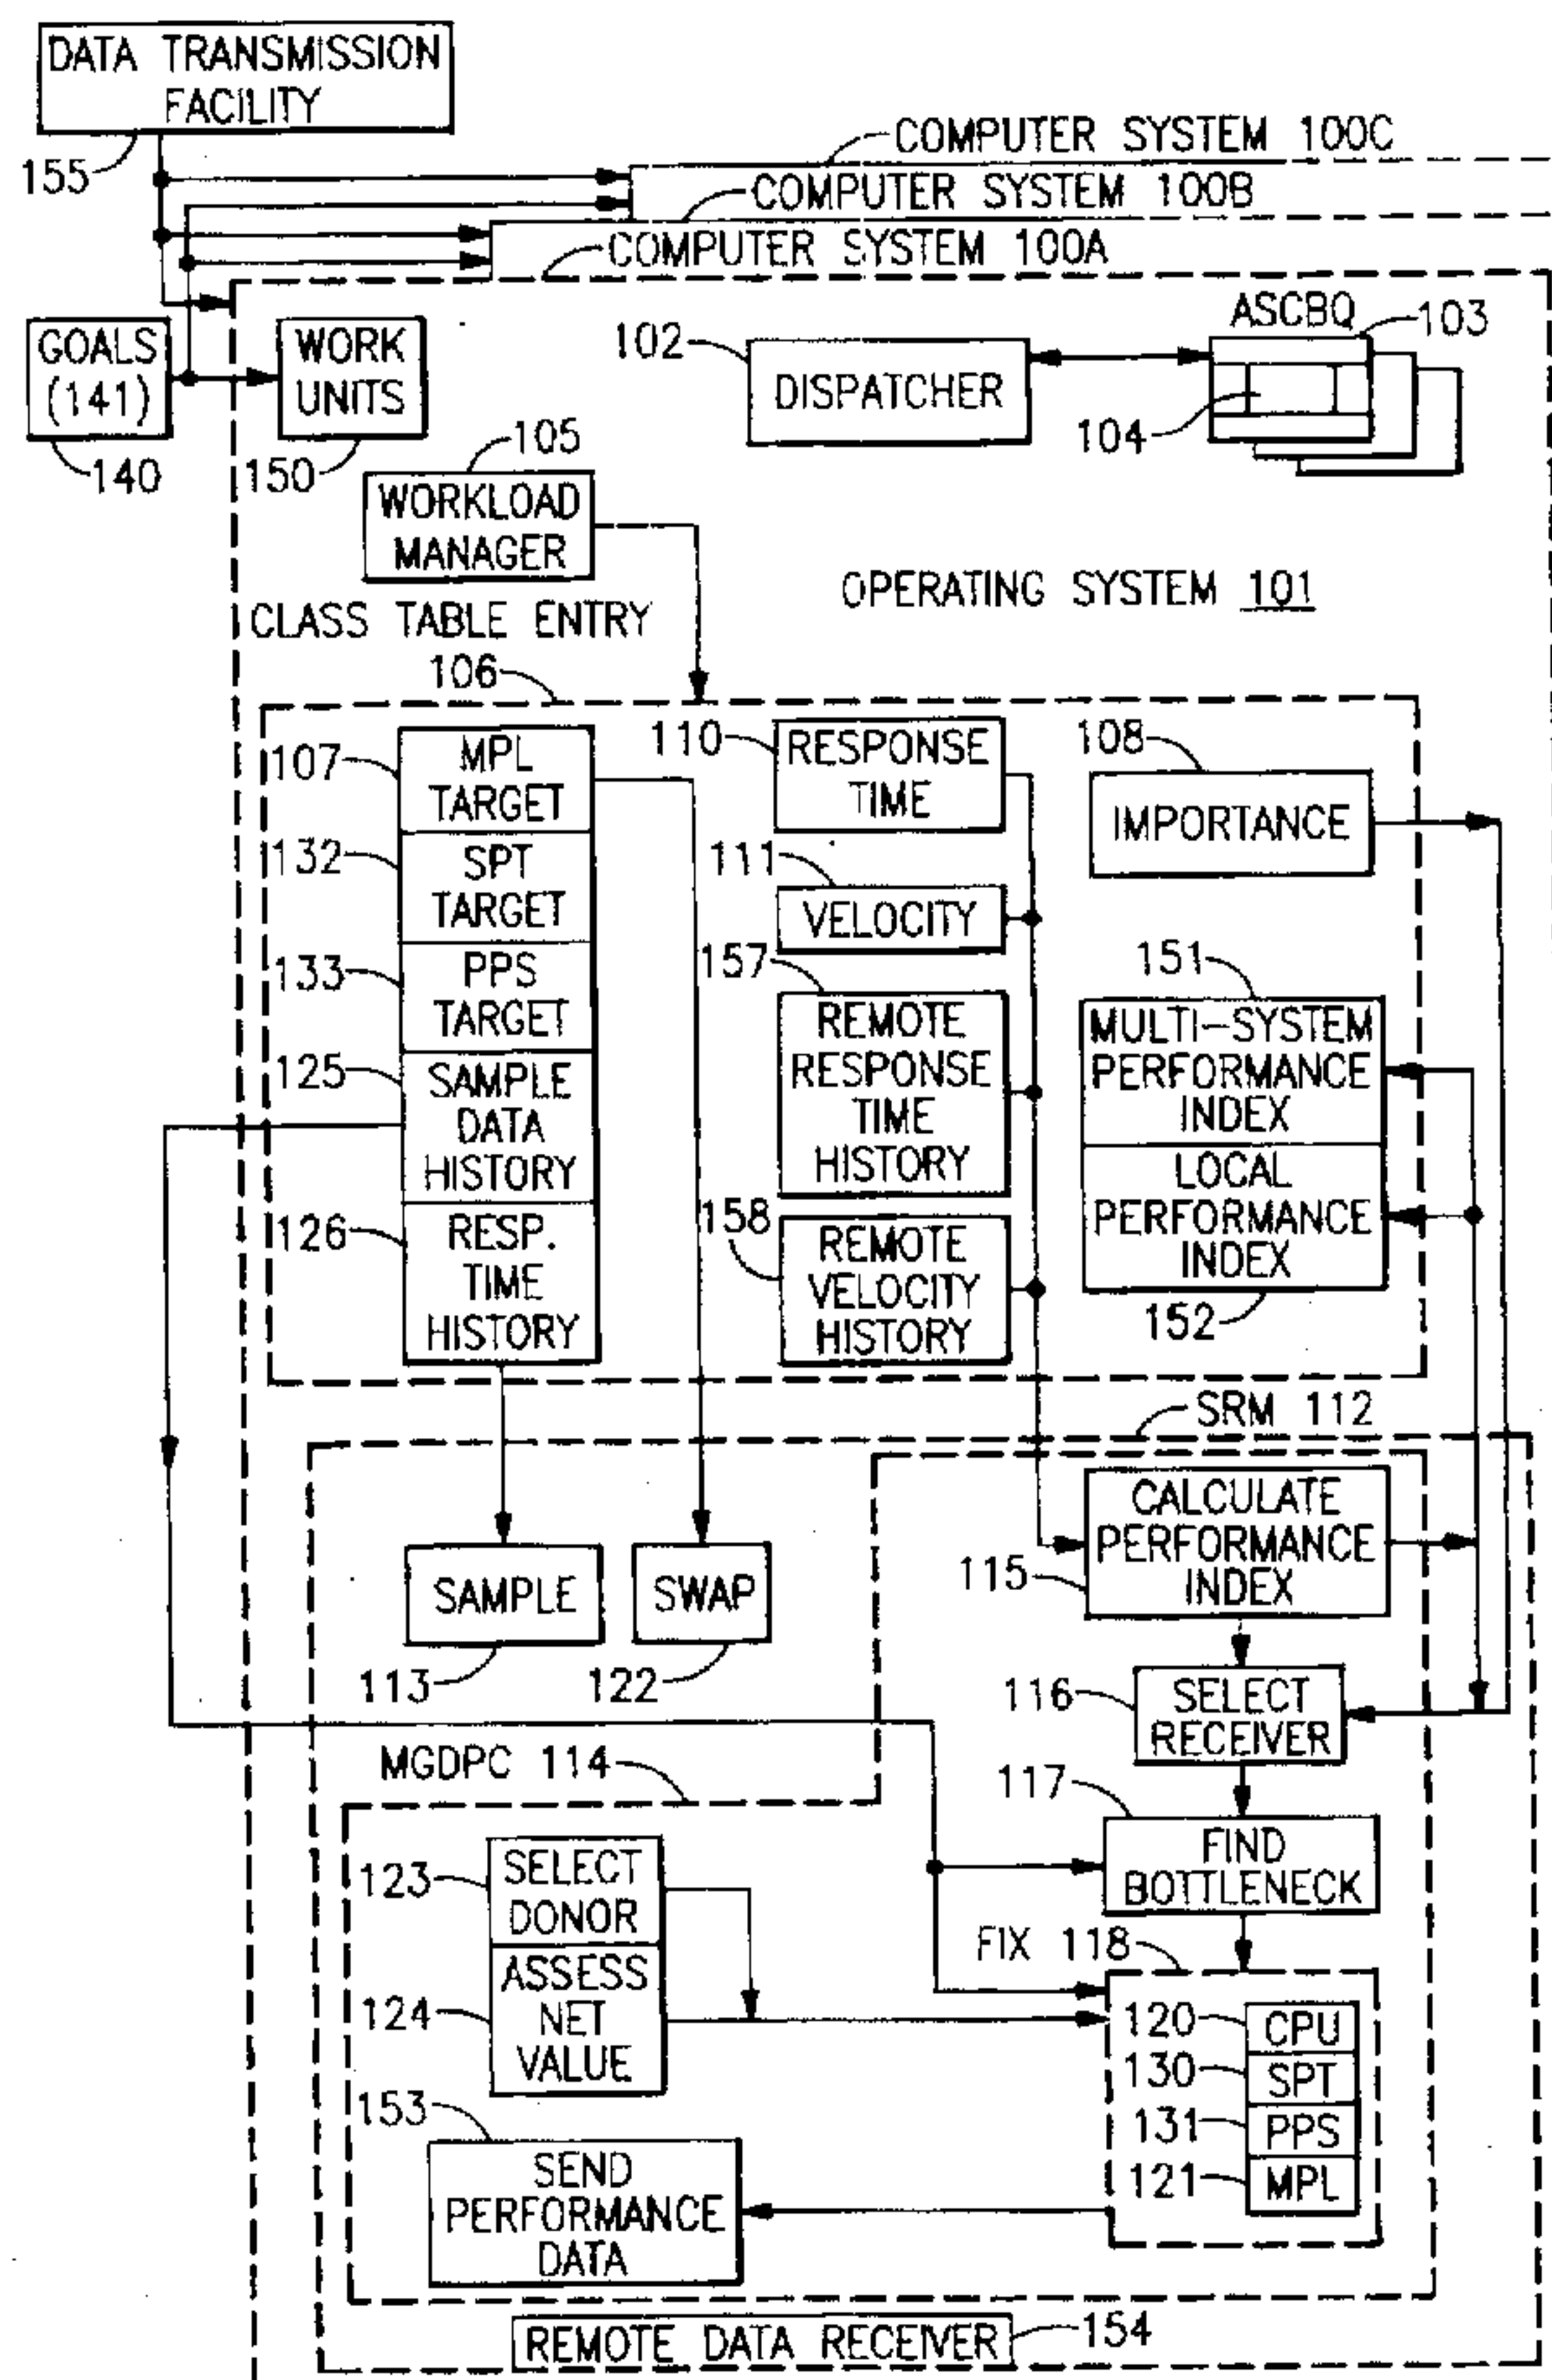 DATA TRANSMISSION
FACILITY
155
COMPUTER SYSTEM 100C
COMPUTER SYSTEM 100B
COMPUTER SYSTEM 100A
GOALS
(141)
140
WORK
UNITS
150
102
DISPATCHER
ASCBQ
103
104
105
WORKLOAD
MANAGER
OPERATING SYSTEM 101
CLASS TABLE ENTRY
106
107
MPL
TARGET
132
SPT
TARGET
133
PPS
TARGET
125
SAMPLE
DATA
HISTORY
126
RESP.
TIME
HISTORY
110
RESPONSE
TIME
111
VELOCITY
157
REMOTE
RESPONSE
TIME
HISTORY
158
REMOTE
VELOCITY
HISTORY
108
IMPORTANCE
151
MULTI-SYSTEM
PERFORMANCE
INDEX
LOCAL
PERFORMANCE
INDEX
152
SRM 112
SAMPLE
113
SWAP
122
CALCULATE
PERFORMANCE
INDEX
115
116
SELECT
RECEIVER
MGDPC 114
117
FIND
BOTTLENECK
123
SELECT
DONOR
124
ASSESS
NET
VALUE
FIX 118
120
CPU
130
SPT
131
PPS
121
MPL
153
SEND
PERFORMANCE
DATA
REMOTE DATA RECEIVER
154